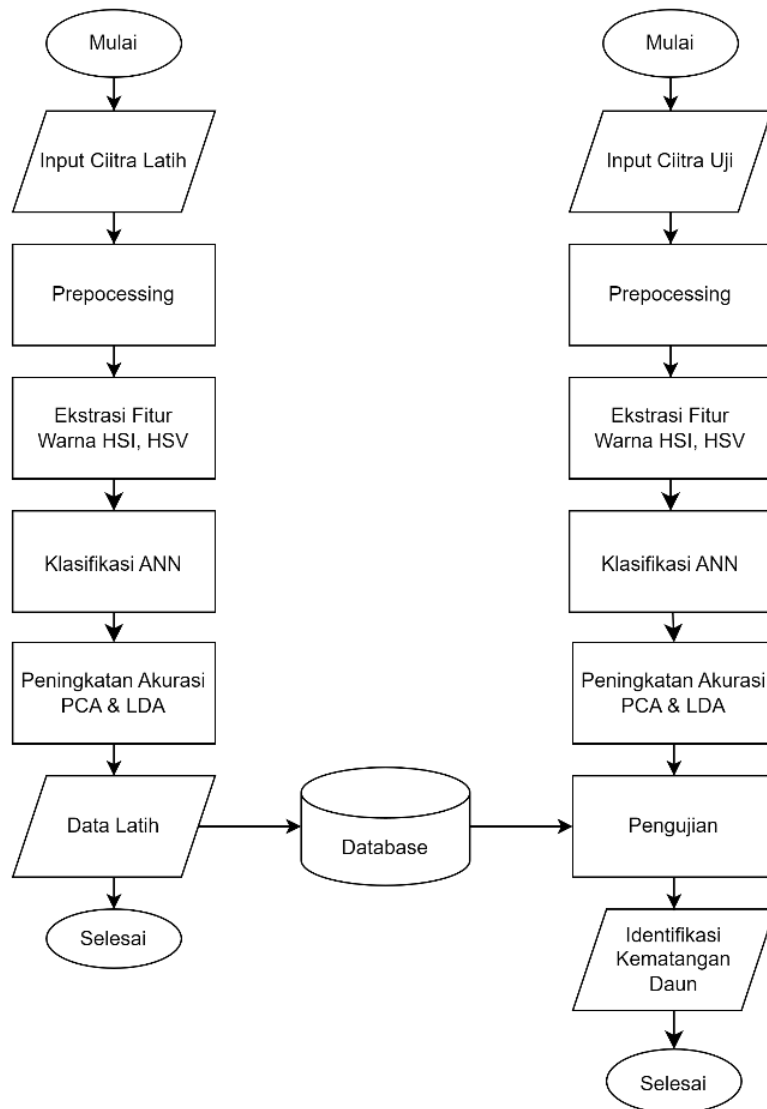 Mulai
Input Ciitra Latih
Prepocessing
Ekstrasi Fitur
Warna HSI, HSV
Klasifikasi ANN
Peningkatan Akurasi
PCA & LDA
Data Latih
Selesai
Database
Mulai
Input Ciitra Uji
Prepocessing
Ekstrasi Fitur
Warna HSI, HSV
Klasifikasi ANN
Peningkatan Akurasi
PCA & LDA
Pengujian
Identifikasi
Kematangan
Daun
Selesai